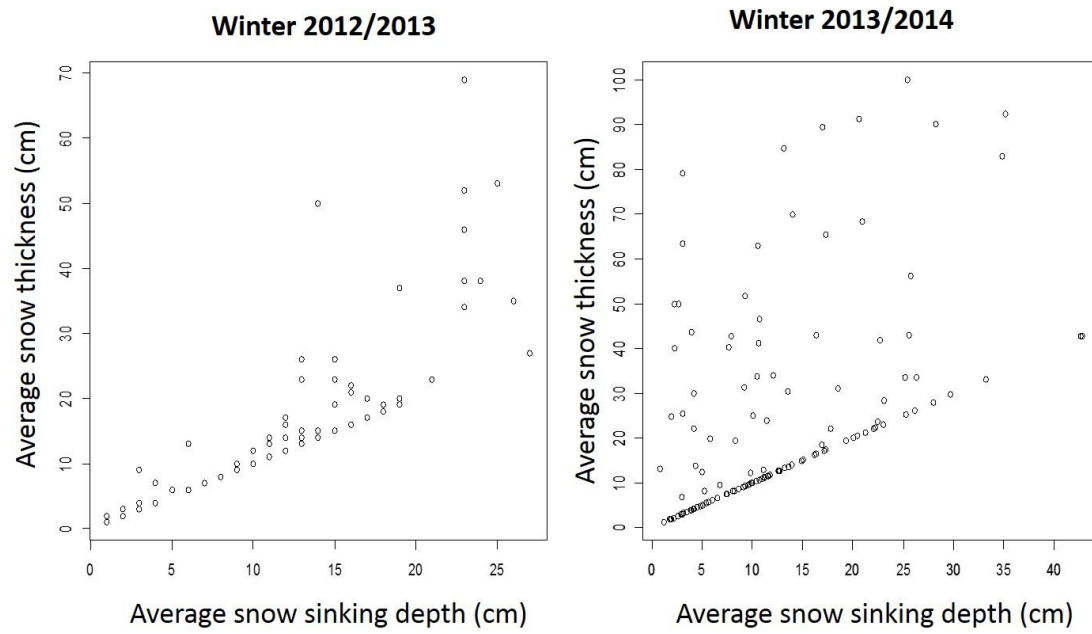 Winter 2012/2013
Average snow thickness (cm)
70
60
50
40
30
20
10
0
0 5 10 15 20 25
Average snow sinking depth (cm)
Winter 2013/2014
Average snow thickness (cm)
100
90
80
70
60
50
40
30
20
10
0
0 5 10 15 20 25 30 35 40
Average snow sinking depth (cm)